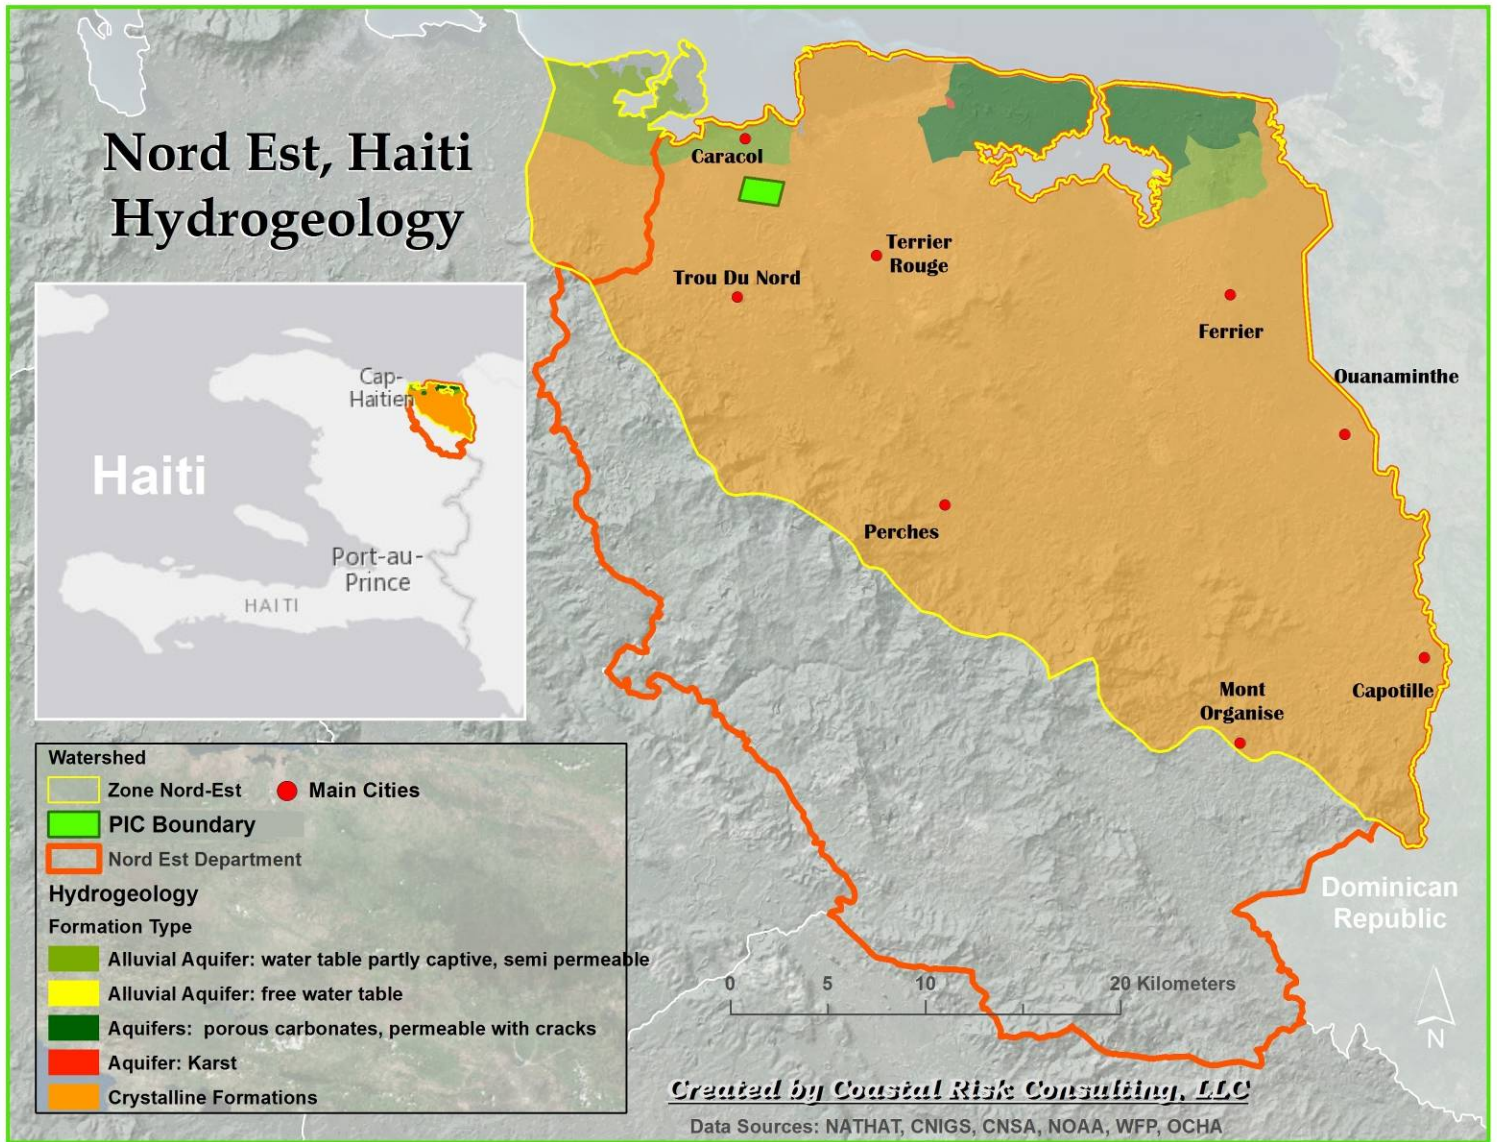 Nord Est, Haiti
Hydrogeology
Caracol
Terrier
Rouge
Trou Du Nord
Ferrier
Ouanaminthe
Perches
Mont
Organise
Capotille
Cap-
Haitien
Haiti
Port-au-
Prince
HAITI
Watershed
Zone Nord-Est
Main Cities
PIC Boundary
Nord Est Department
Hydrogeology
Formation Type
Alluvial Aquifer: water table partly captive, semi permeable
Alluvial Aquifer: free water table
Aquifers: porous carbonates, permeable with cracks
Aquifer: Karst
Crystalline Formations
Dominican
Republic
0 5 10 20 Kilometers
N
Created by Coastal Risk Consulting, LLC
Data Sources: NATHAT, CNIGS, CNSA, NOAA, WFP, OCHA